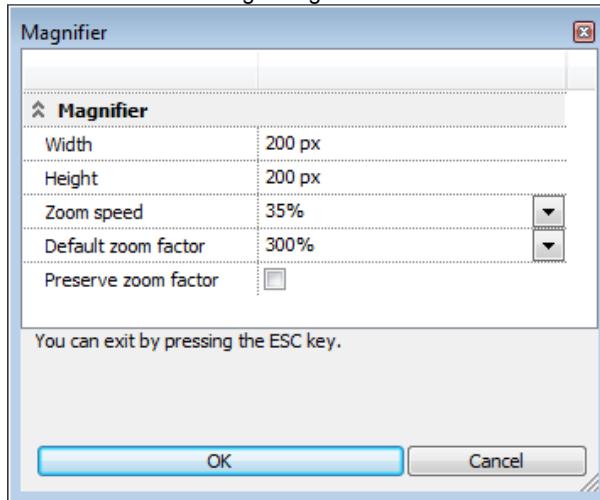 Magnifier
Magnifier
Width 200 px
Height 200 px
Zoom speed 35%
Default zoom factor 300%
Preserve zoom factor
You can exit by pressing the ESC key.
OK Cancel